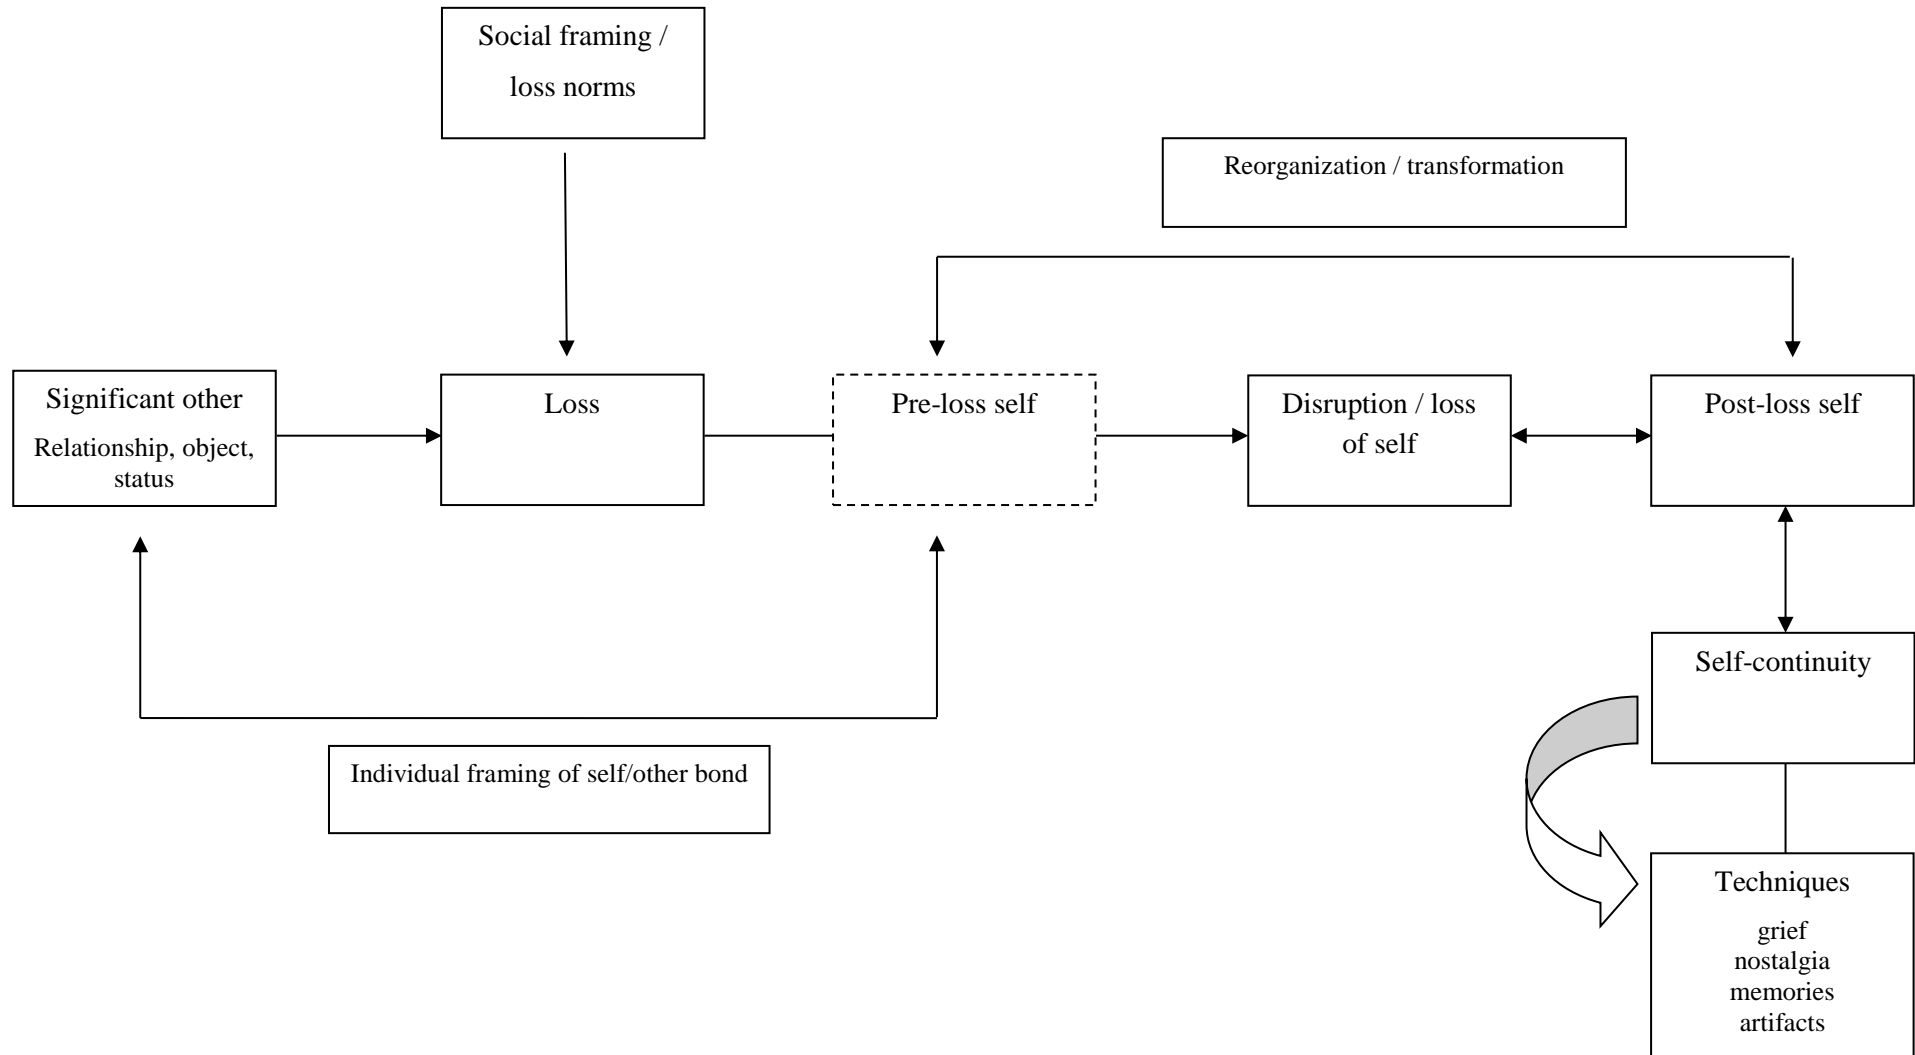 Social framing /
loss norms
Reorganization / transformation
Significant other
Relationship, object,
status
Loss
Pre-loss self
Disruption / loss
of self
Post-loss self
Self-continuity
Individual framing of self/other bond
Techniques
grief
nostalgia
memories
artifacts